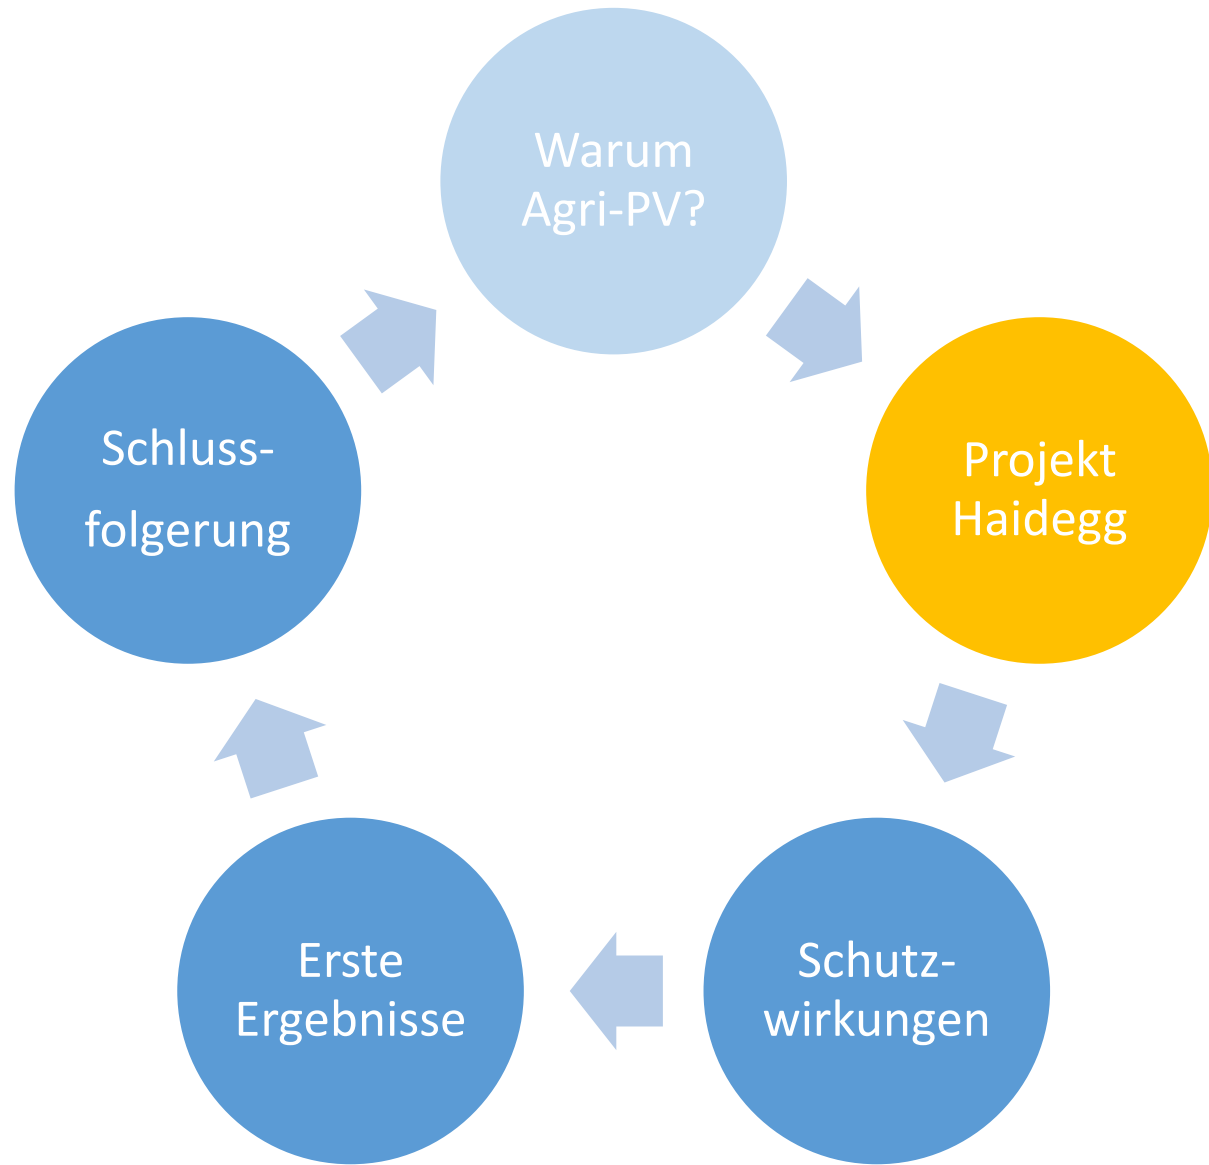 Warum
Agri-PV?
Projekt
Haidegg
Schutz-
wirkungen
Erste
Ergebnisse
Schluss-
folgerung